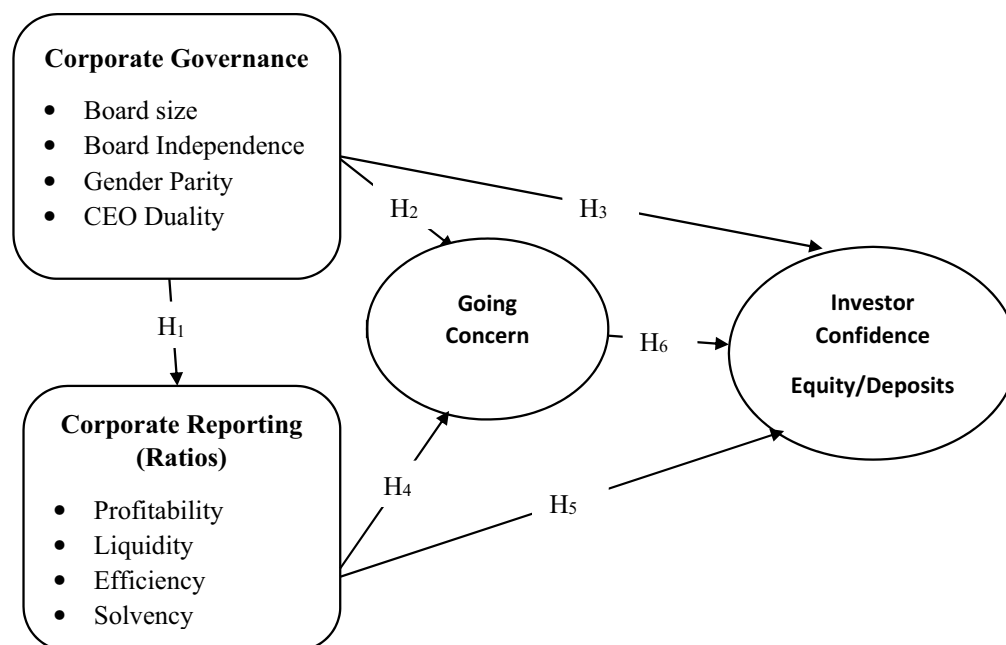 Corporate Governance
• Board size
• Board Independence
• Gender Parity
• CEO Duality
H2
H3
Going
Concern
Investor
Confidence
Equity/Deposits
H1
H6
Corporate Reporting
(Ratios)
• Profitability
• Liquidity
• Efficiency
• Solvency
H4
H5